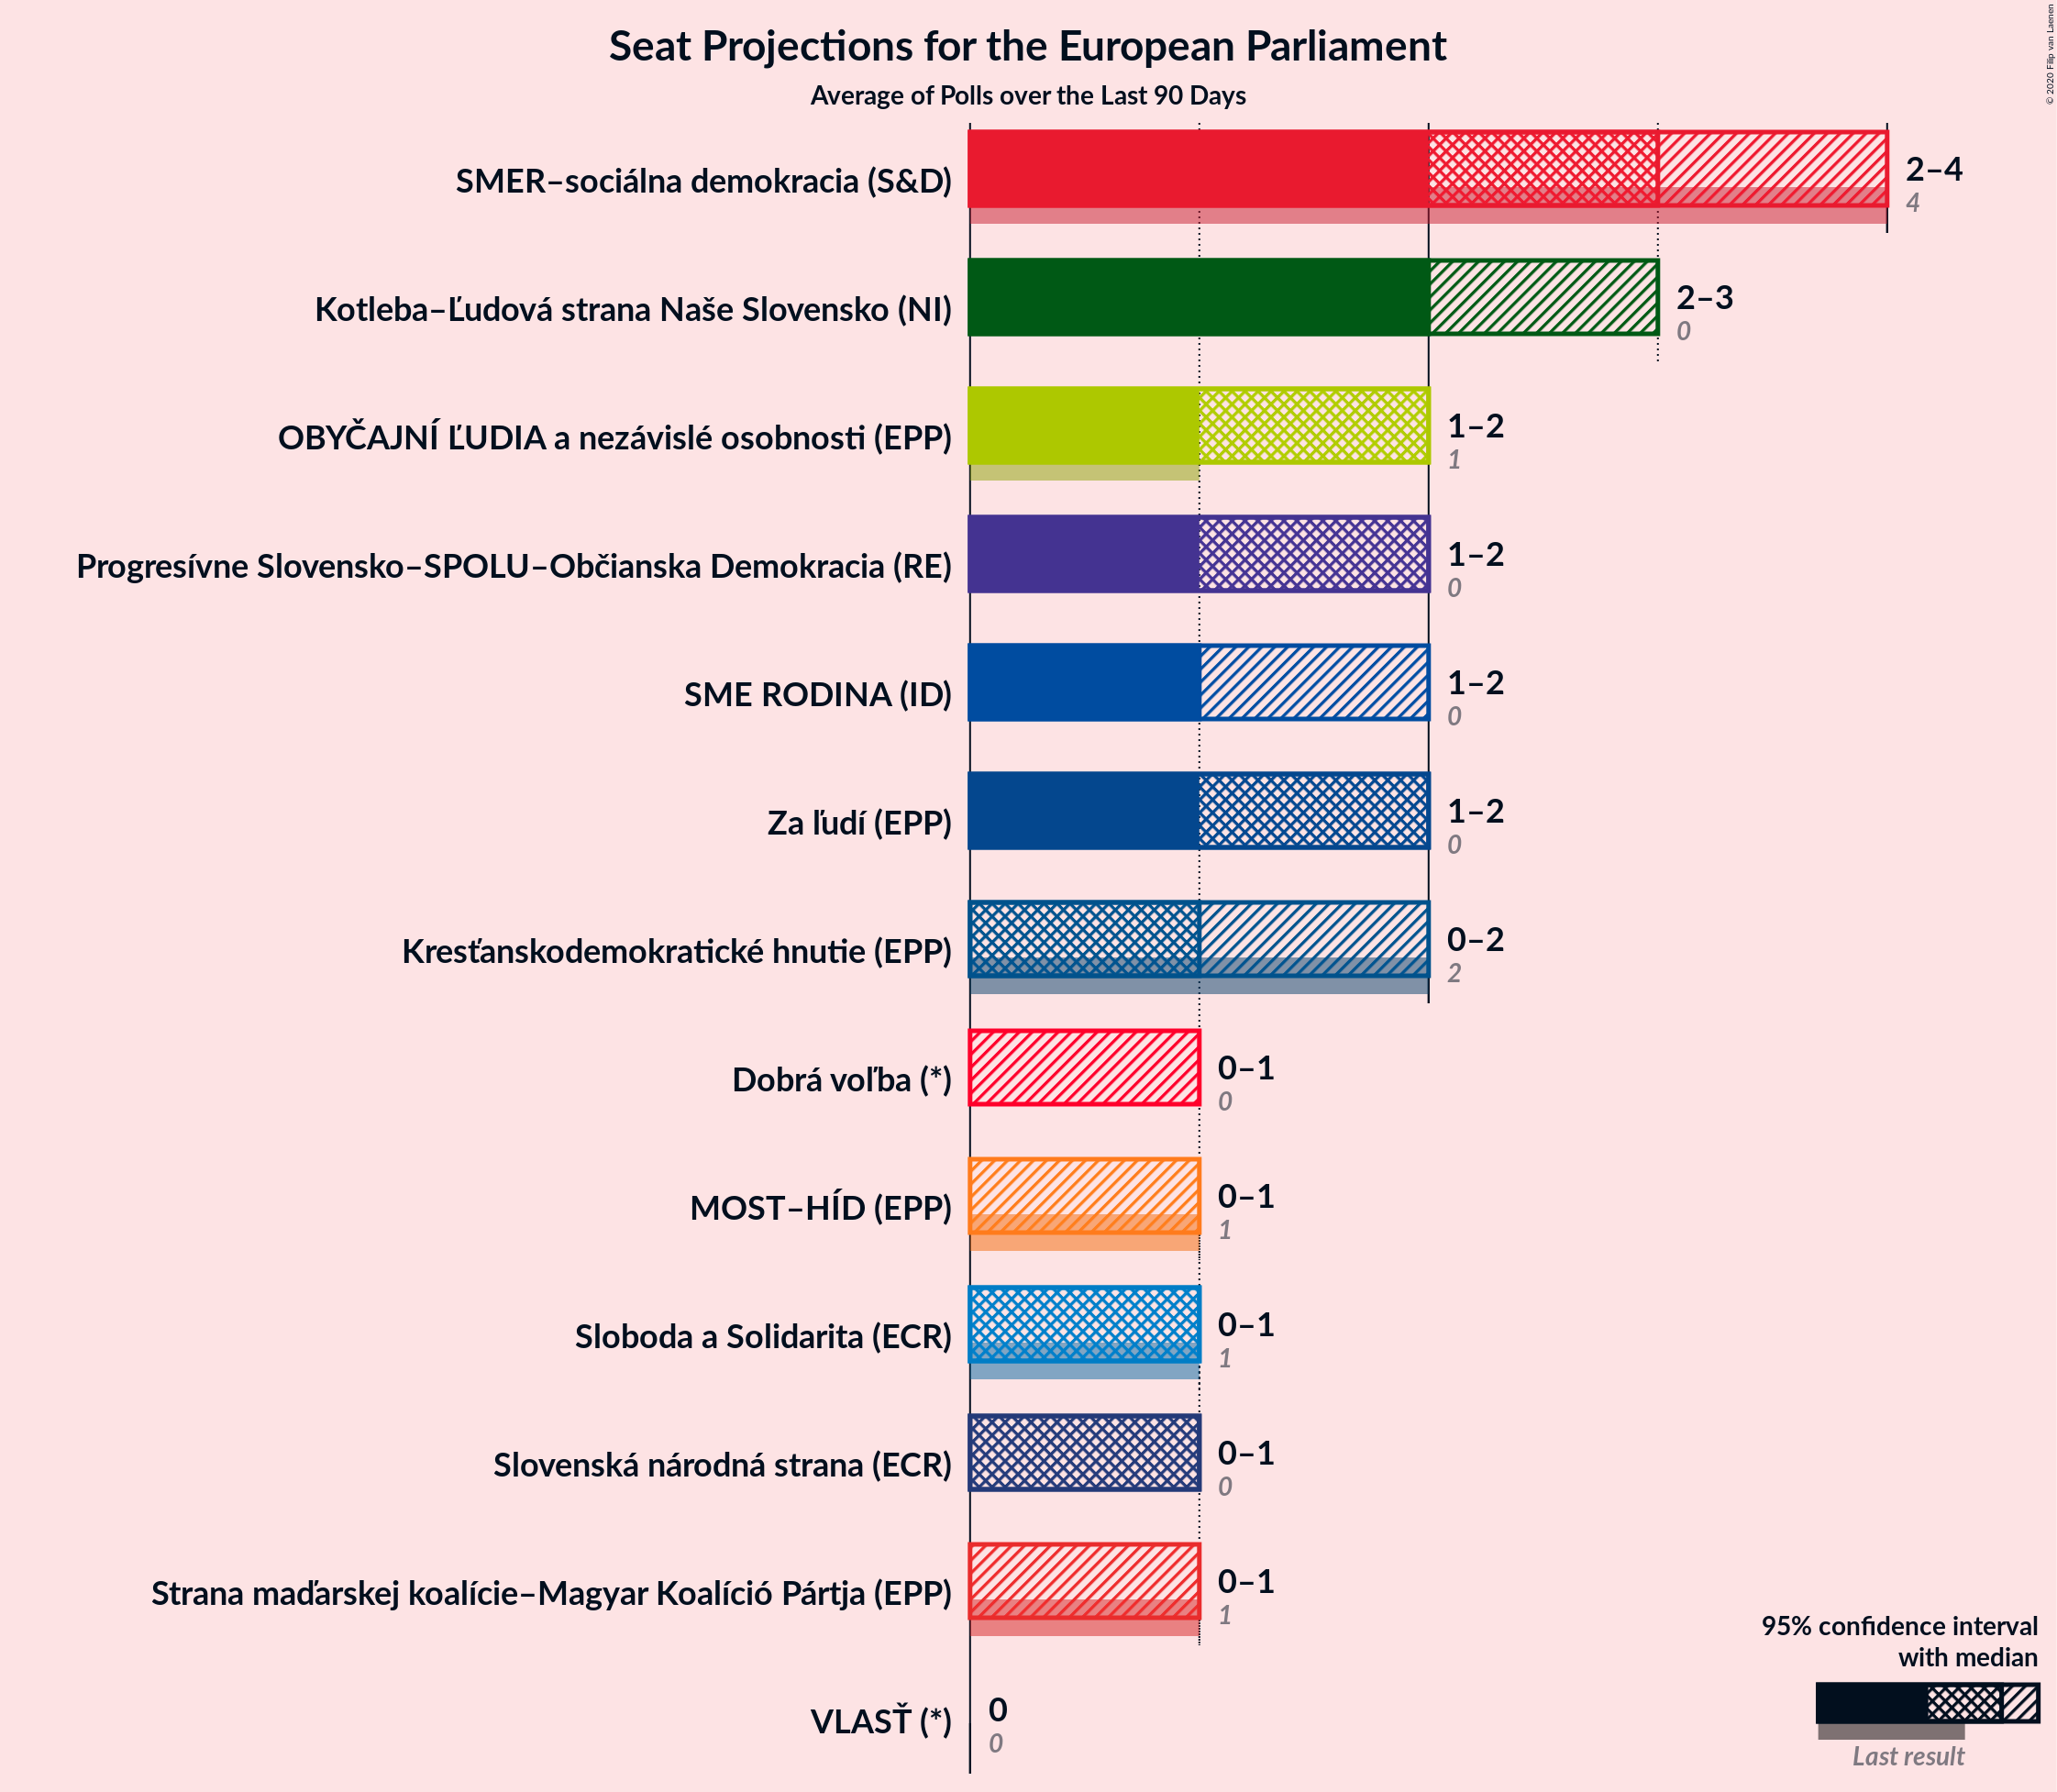 Seat Projections for the European Parliament
Average of Polls over the Last 90 Days
© 2020 Filip van Laenen
SMER–sociálna demokracia (S&D)
2–4
4
Kotleba–Ľudová strana Naše Slovensko (NI)
2–3
0
OBYČAJNÍ ĽUDIA a nezávislé osobnosti (EPP)
1–2
1
Progresívne Slovensko–SPOLU–Občianska Demokracia (RE)
1–2
0
SME RODINA (ID)
1–2
0
Za ľudí (EPP)
1–2
0
Kresťanskodemokratické hnutie (EPP)
0–2
2
Dobrá voľba (*)
0–1
0
MOST–HÍD (EPP)
0–1
1
Sloboda a Solidarita (ECR)
0–1
1
Slovenská národná strana (ECR)
0–1
0
Strana maďarskej koalície–Magyar Koalíció Pártja (EPP)
0–1
1
VLASŤ (*)
0
0
95% confidence interval
with median
Last result